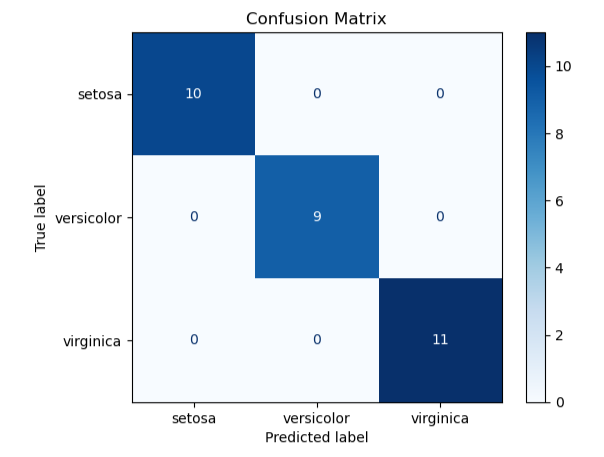 Confusion Matrix
True label
setosa
versicolor
virginica
10 0 0
0 9 0
0 0 11
setosa versicolor virginica
Predicted label
10
8
6
4
2
0